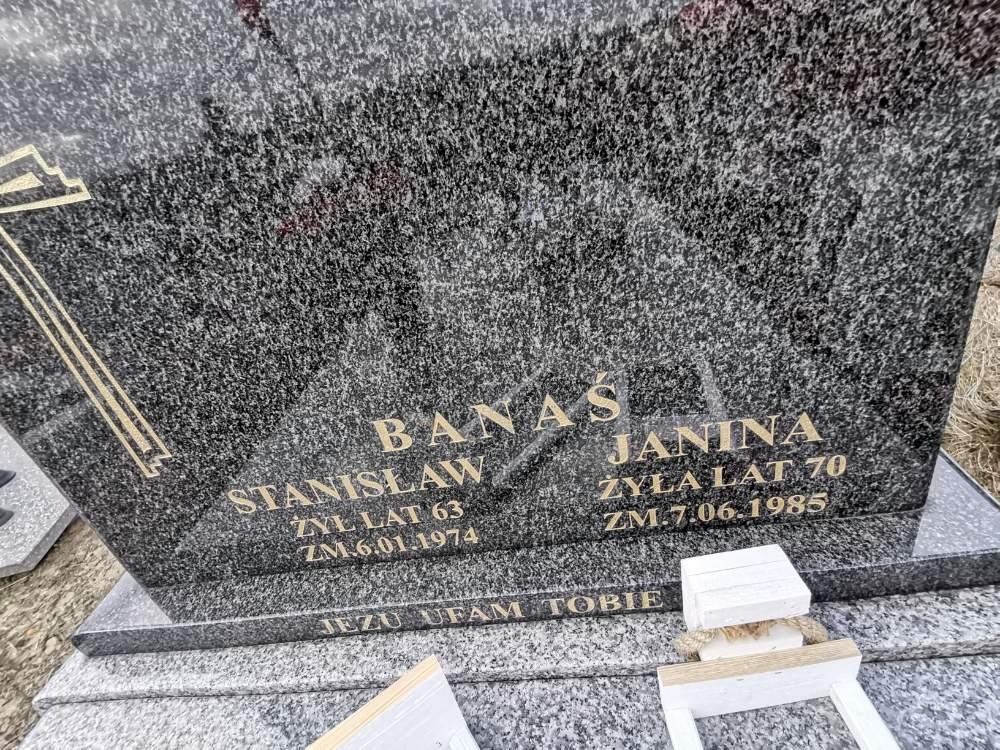 BANAŚ
STANISŁAW
ŻYŁ LAT 63
ZM.6.01.1974
JANINA
ŻYŁA LAT 70
ZM.7.06.1985
JEZU UFAM TOBIE